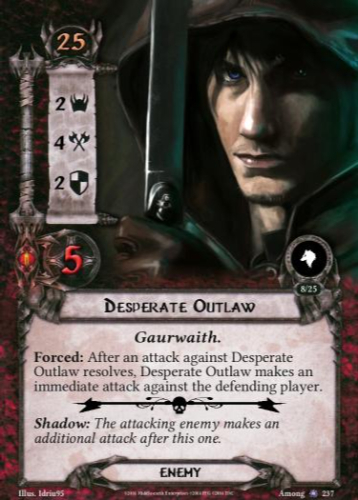 25
2
4
2
5
8/25
DESPERATE OUTLAW
Gaurwaith.
Forced: After an attack against Desperate
Outlaw resolves, Desperate Outlaw makes an
immediate attack against the defending player.
Shadow: The attacking enemy makes an
additional attack after this one.
ENEMY
Illus. Idriu95
Among
237